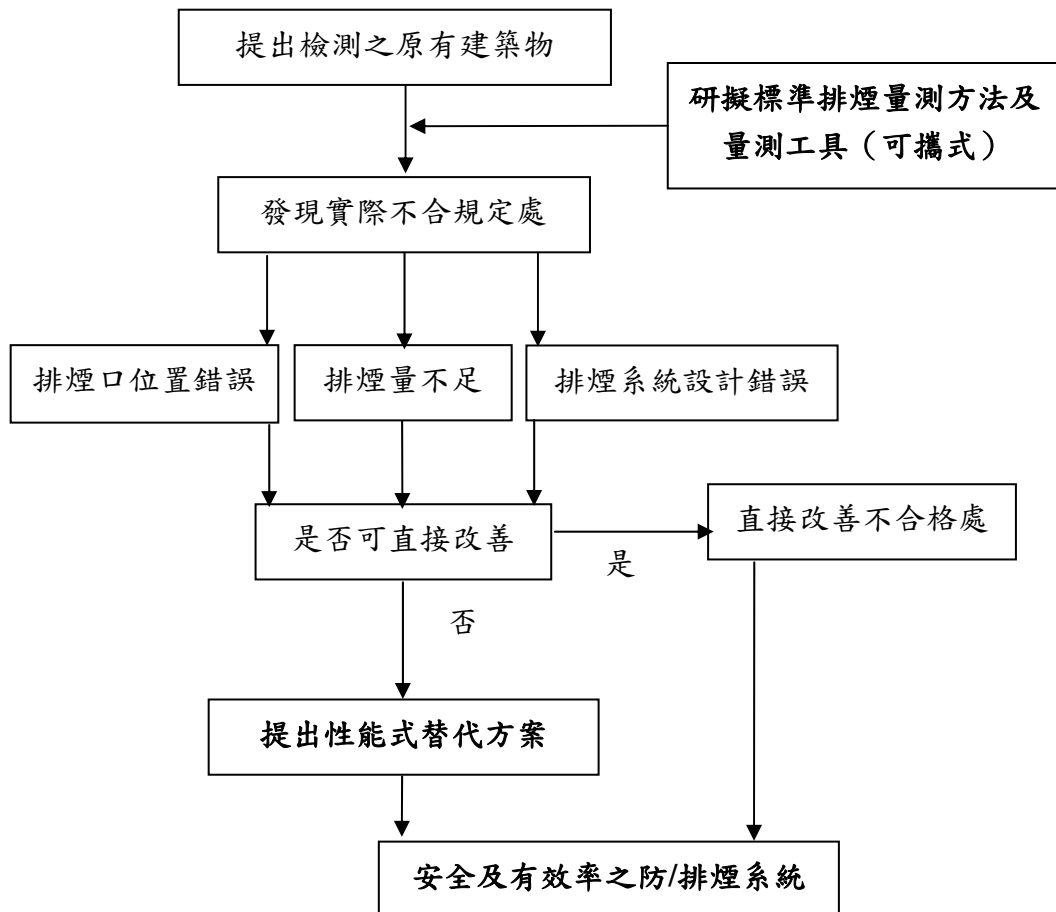 提出檢測之原有建築物
研擬標準排煙量測方法及
量測工具（可攜式）
發現實際不合規定處
排煙口位置錯誤
排煙量不足
排煙系統設計錯誤
是否可直接改善
是
直接改善不合格處
否
提出性能式替代方案
安全及有效率之防/排煙系統